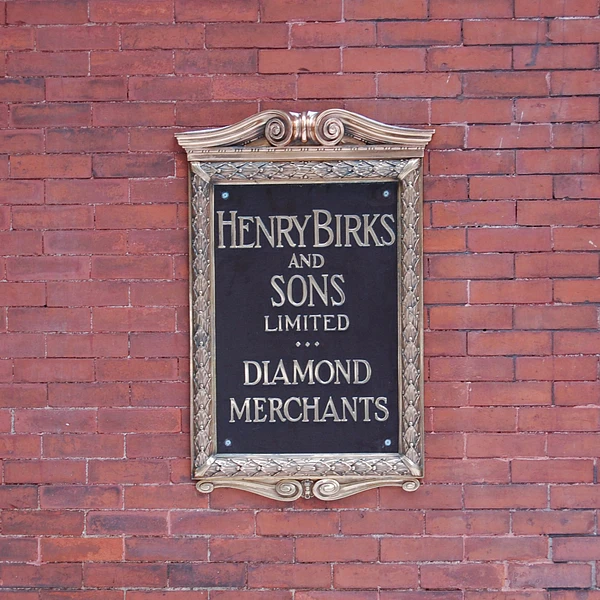 HENRY BIRKS
AND
SONS
LIMITED
DIAMOND
MERCHANTS